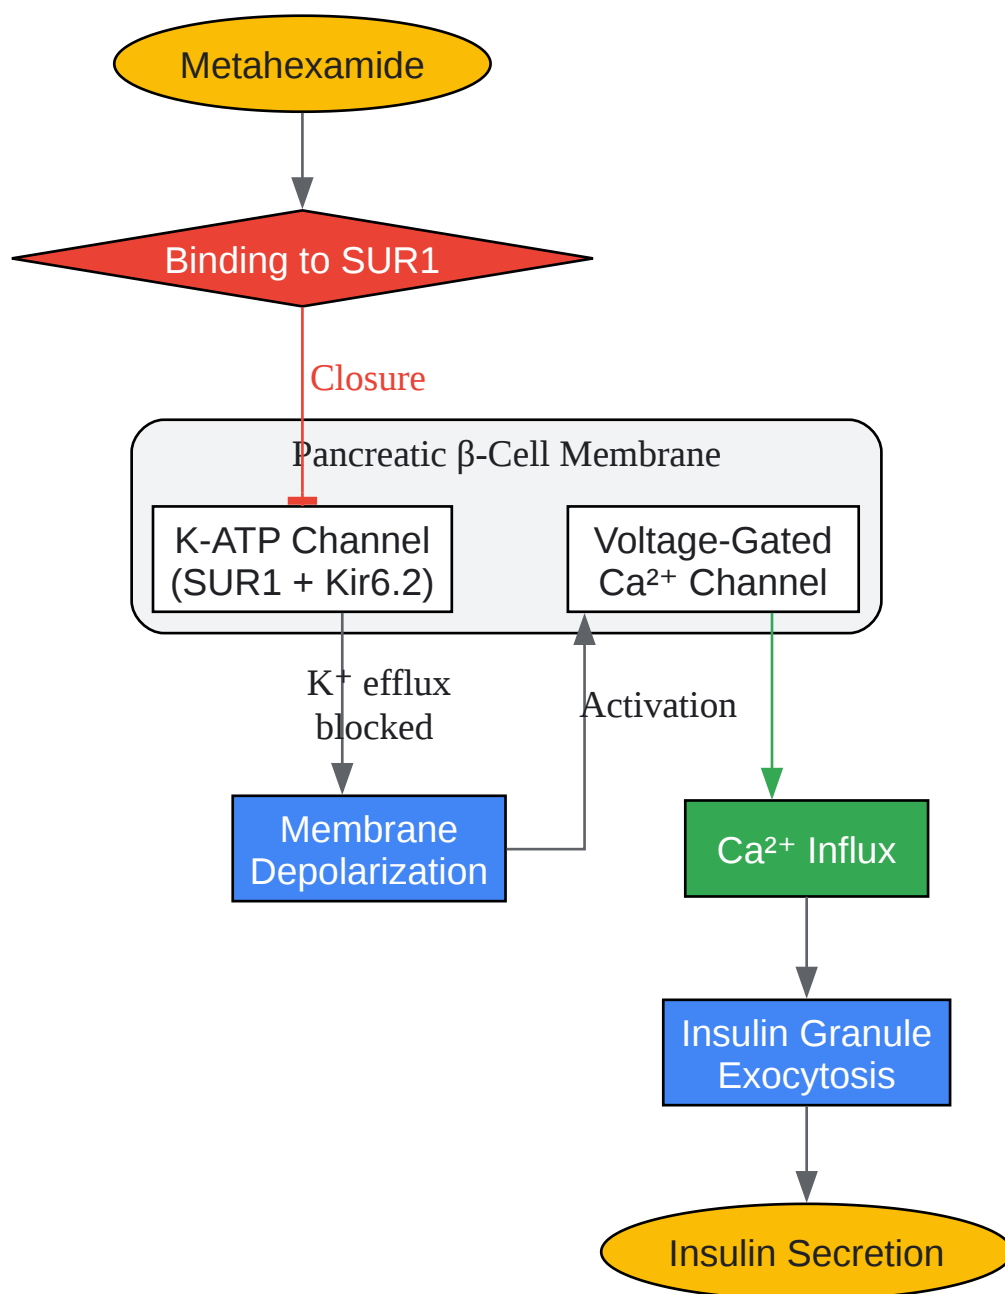 Metahexamide
Binding to SUR1
Closure
Pancreatic β-Cell Membrane
K-ATP Channel
(SUR1 + Kir6.2)
Voltage-Gated
Ca²⁺ Channel
K⁺ efflux
blocked
Activation
Membrane
Depolarization
Ca²⁺ Influx
Insulin Granule
Exocytosis
Insulin Secretion